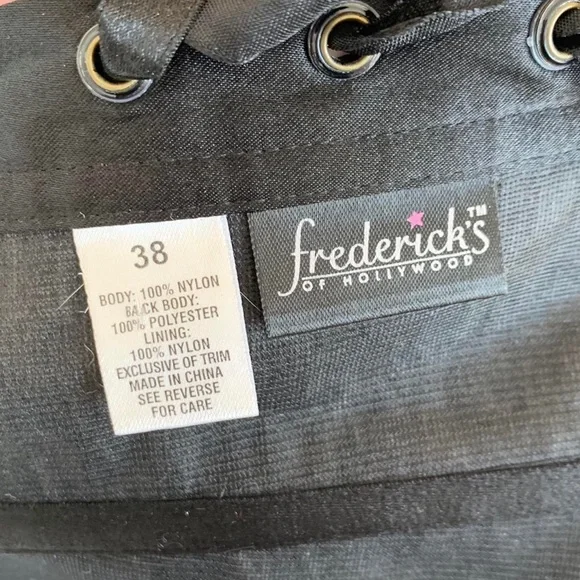 38
BODY: 100% NYLON
BACK BODY:
100% POLYESTER
LINING:
100% NYLON
EXCLUSIVE OF TRIM
MADE IN CHINA
SEE REVERSE
FOR CARE
frederick's™
OF HOLLYWOOD